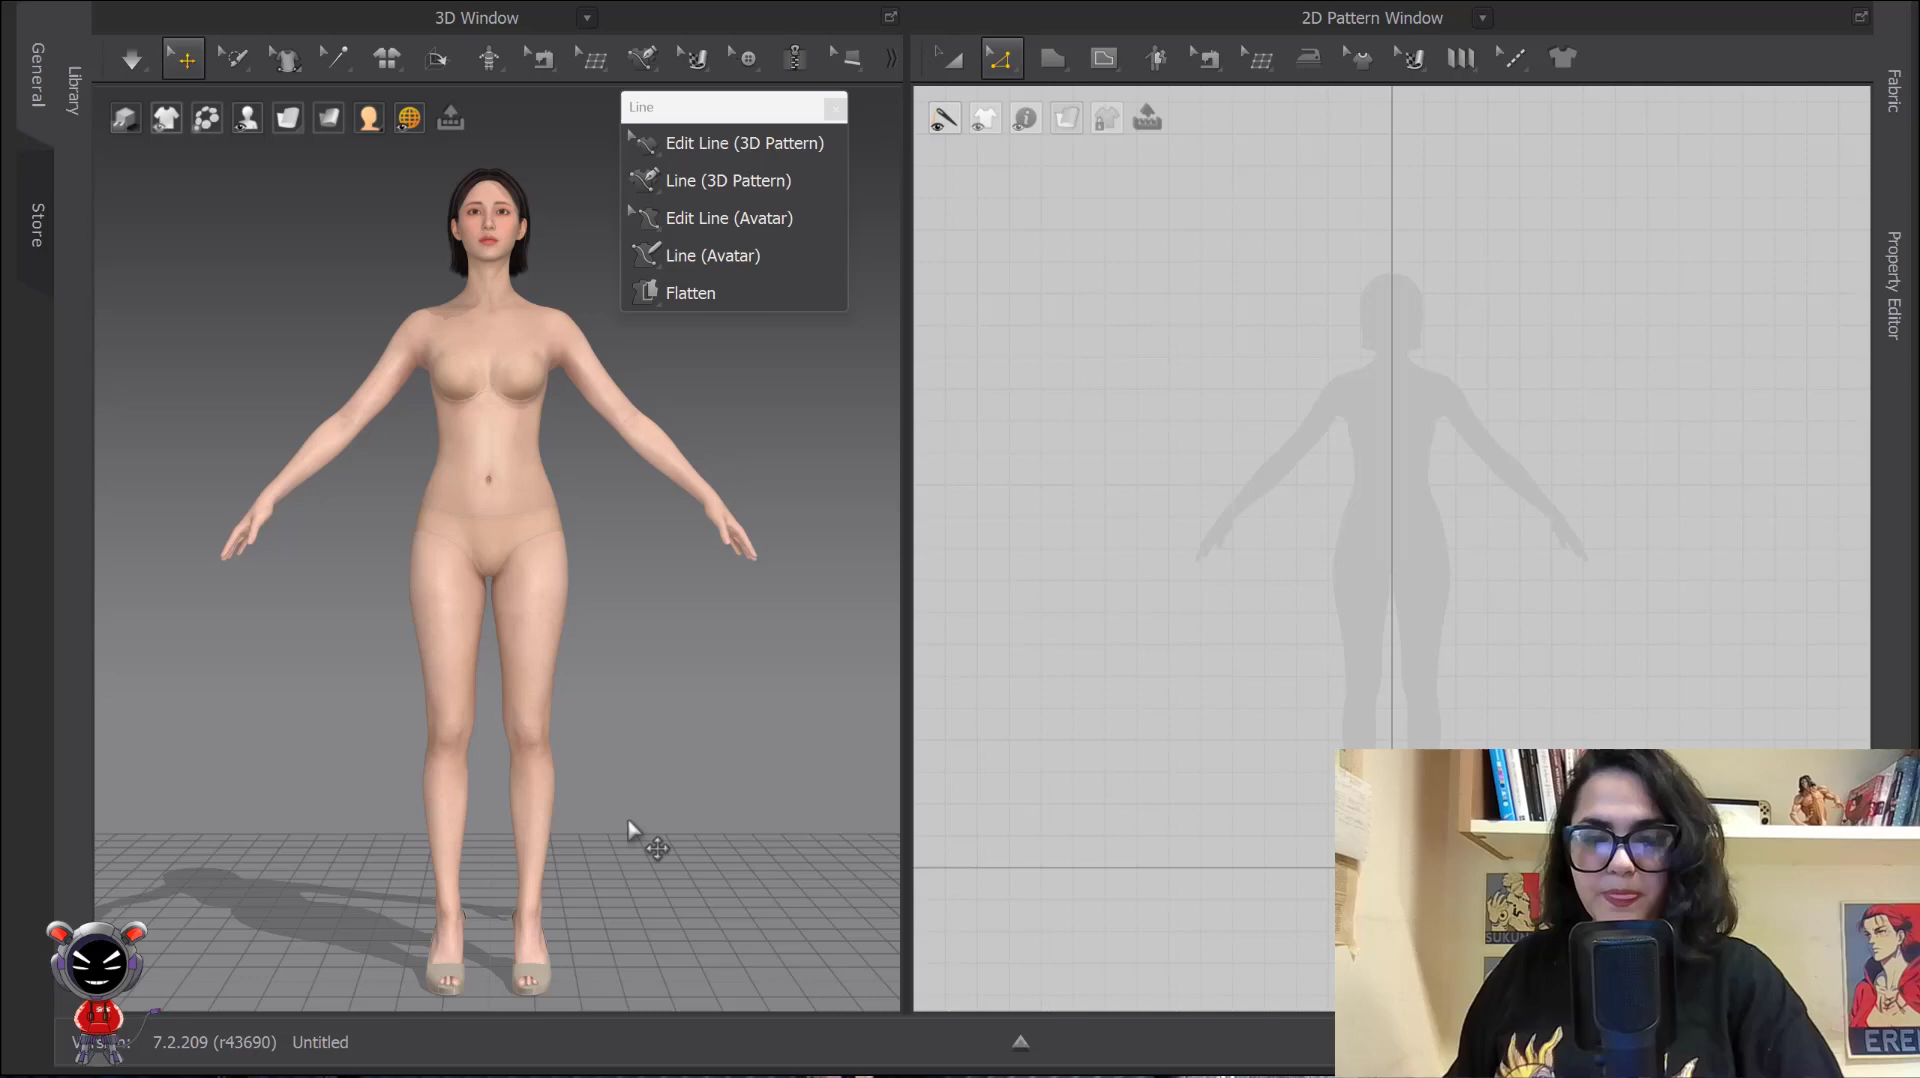 3D Window
2D Pattern Window
General
Library
Store
Line
Edit Line (3D Pattern)
Line (3D Pattern)
Edit Line (Avatar)
Line (Avatar)
Flatten
Fabric
Property Editor
7.2.209 (r43690) Untitled